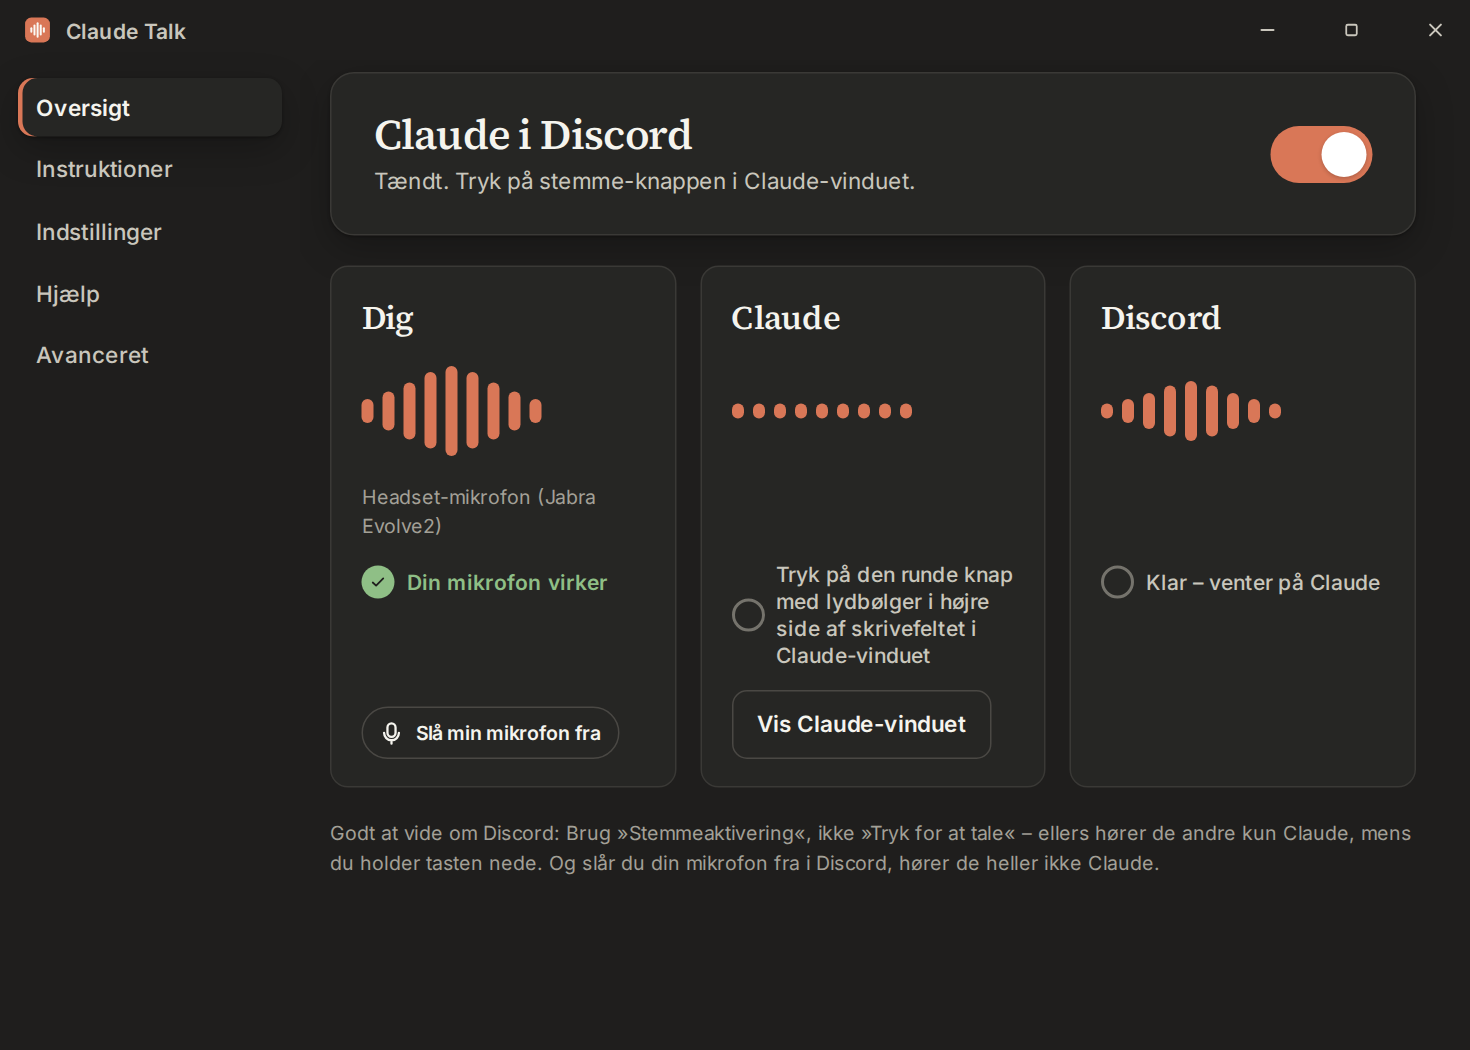 Claude Talk
Oversigt
Instruktioner
Indstillinger
Hjælp
Avanceret
Claude i Discord
Tændt. Tryk på stemme-knappen i Claude-vinduet.
Dig
Headset-mikrofon (Jabra
Evolve2)
Din mikrofon virker
Slå min mikrofon fra
Claude
Tryk på den runde knap
med lydbølger i højre
side af skrivefeltet i
Claude-vinduet
Vis Claude-vinduet
Discord
Klar – venter på Claude
Godt at vide om Discord: Brug »Stemmeaktivering«, ikke »Tryk for at tale« – ellers hører de andre kun Claude, mens
du holder tasten nede. Og slår du din mikrofon fra i Discord, hører de heller ikke Claude.